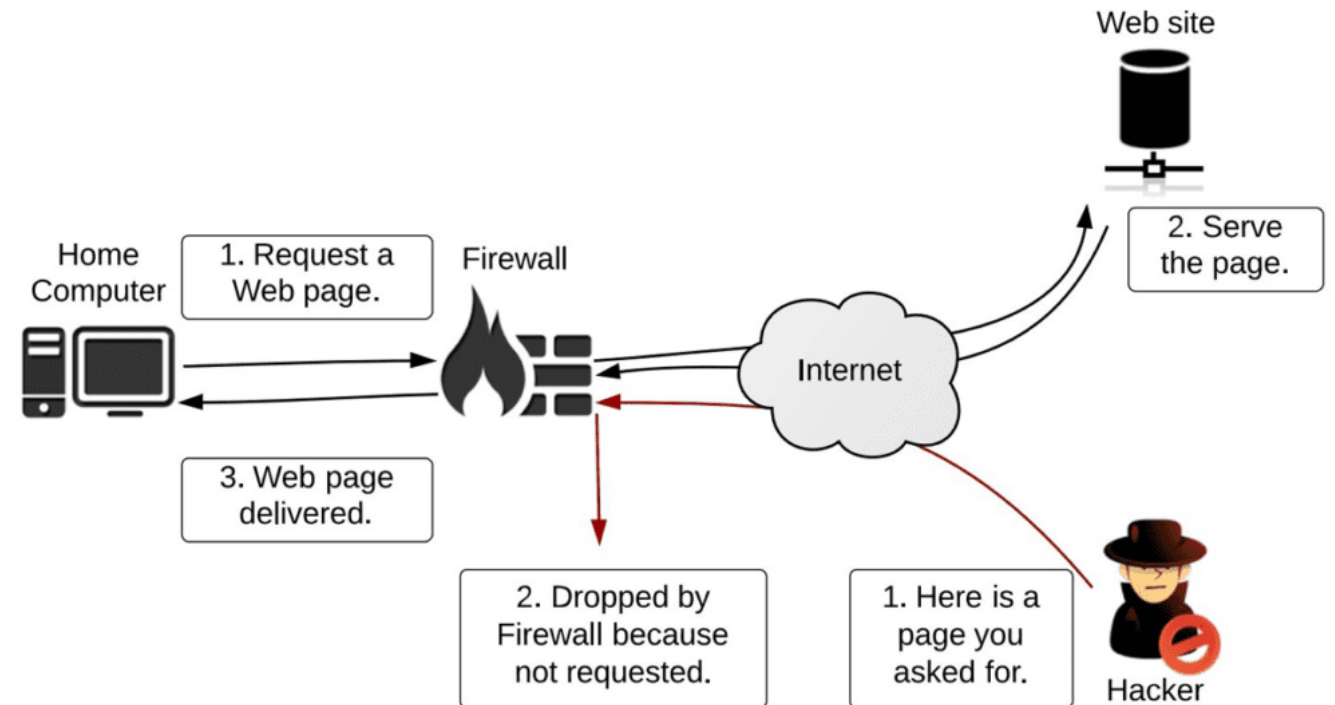 Web site
2. Serve
the page.
Home
Computer
1. Request a
Web page.
Firewall
Internet
3. Web page
delivered.
2. Dropped by
Firewall because
not requested.
1. Here is a
page you
asked for.
Hacker